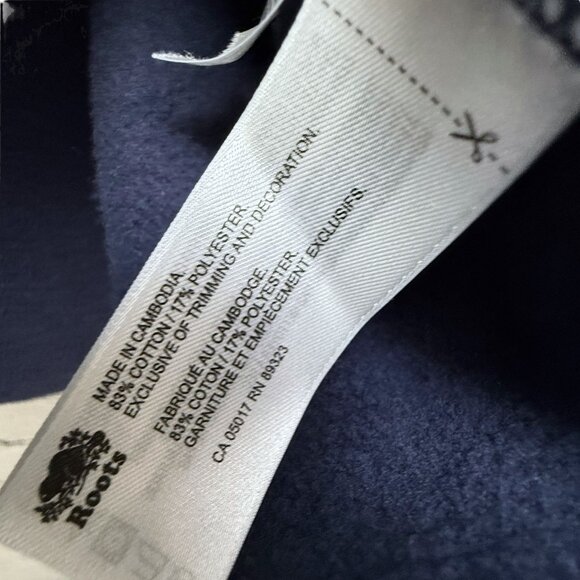 MADE IN CAMBODIA.
83% COTTON / 17% POLYESTER.
EXCLUSIVE OF TRIMMING AND DECORATION.
FABRIQUÉ AU CAMBODGE.
83% COTON / 17% POLYESTER.
GARNITURE ET EMPIÈCEMENT EXCLUSIFS.
CA 05017 RN 89323
Roots